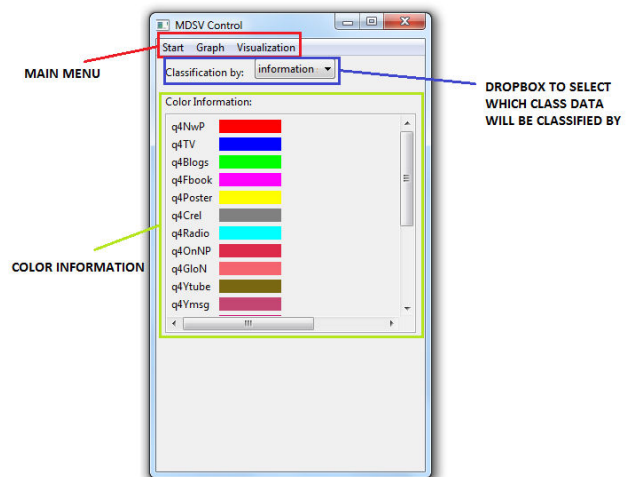 MDSV Control
Start Graph Visualization
MAIN MENU
Classification by: information
DROPBOX TO SELECT
WHICH CLASS DATA
WILL BE CLASSIFIED BY
Color Information:
q4NwP
q4TV
q4Blogs
q4Fbook
q4Poster
q4Crel
q4Radio
q4OnNP
q4GloN
q4Ytube
q4Ymsg
COLOR INFORMATION